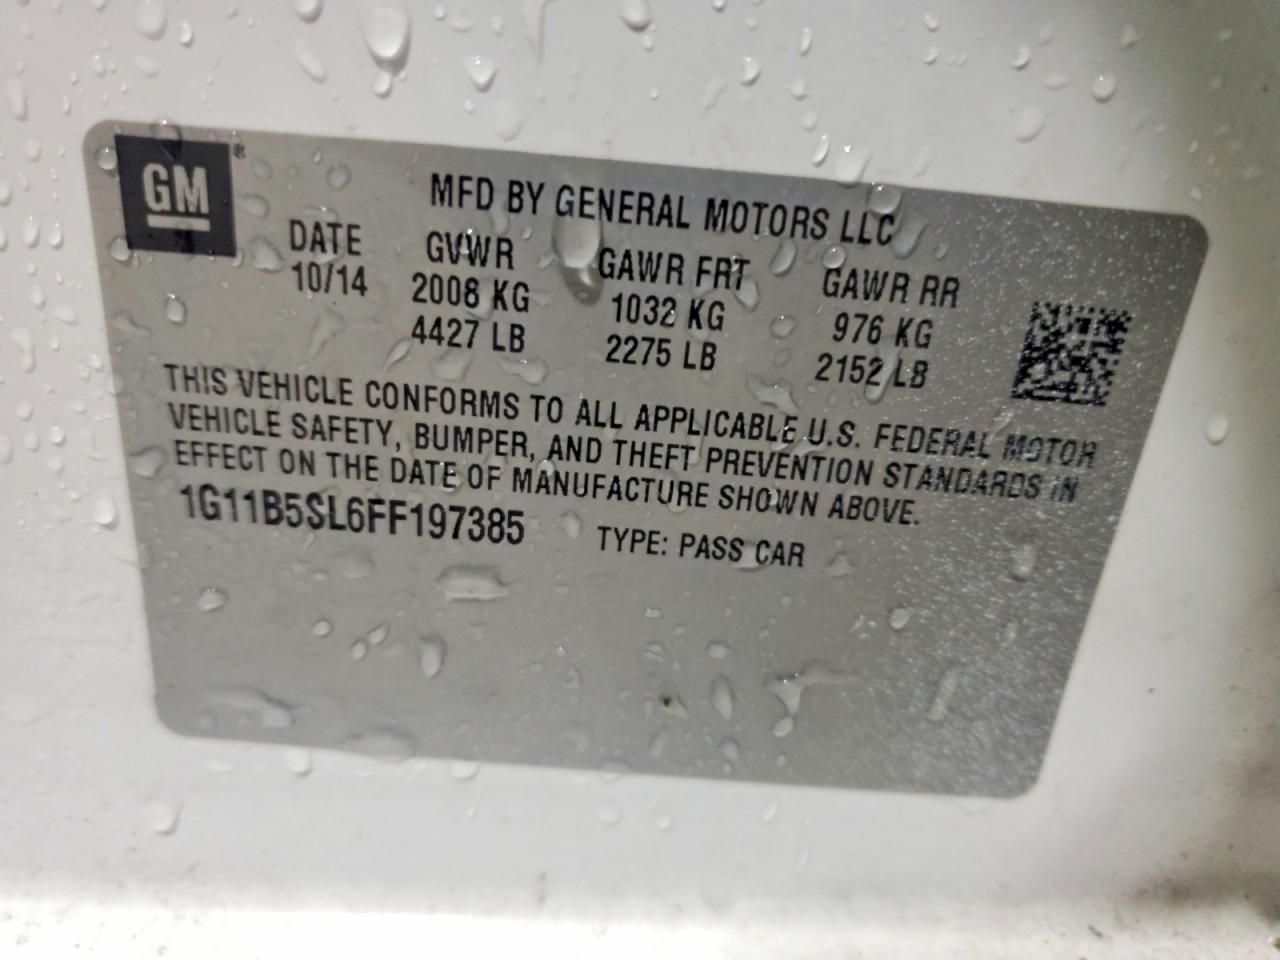 GM®
MFD BY GENERAL MOTORS LLC
DATE GVWR GAWR FRT GAWR RR
10/14 2008 KG 1032 KG 976 KG
4427 LB 2275 LB 2152 LB
THIS VEHICLE CONFORMS TO ALL APPLICABLE U.S. FEDERAL MOTOR
VEHICLE SAFETY, BUMPER, AND THEFT PREVENTION STANDARDS IN
EFFECT ON THE DATE OF MANUFACTURE SHOWN ABOVE.
1G11B5SL6FF197385 TYPE: PASS CAR